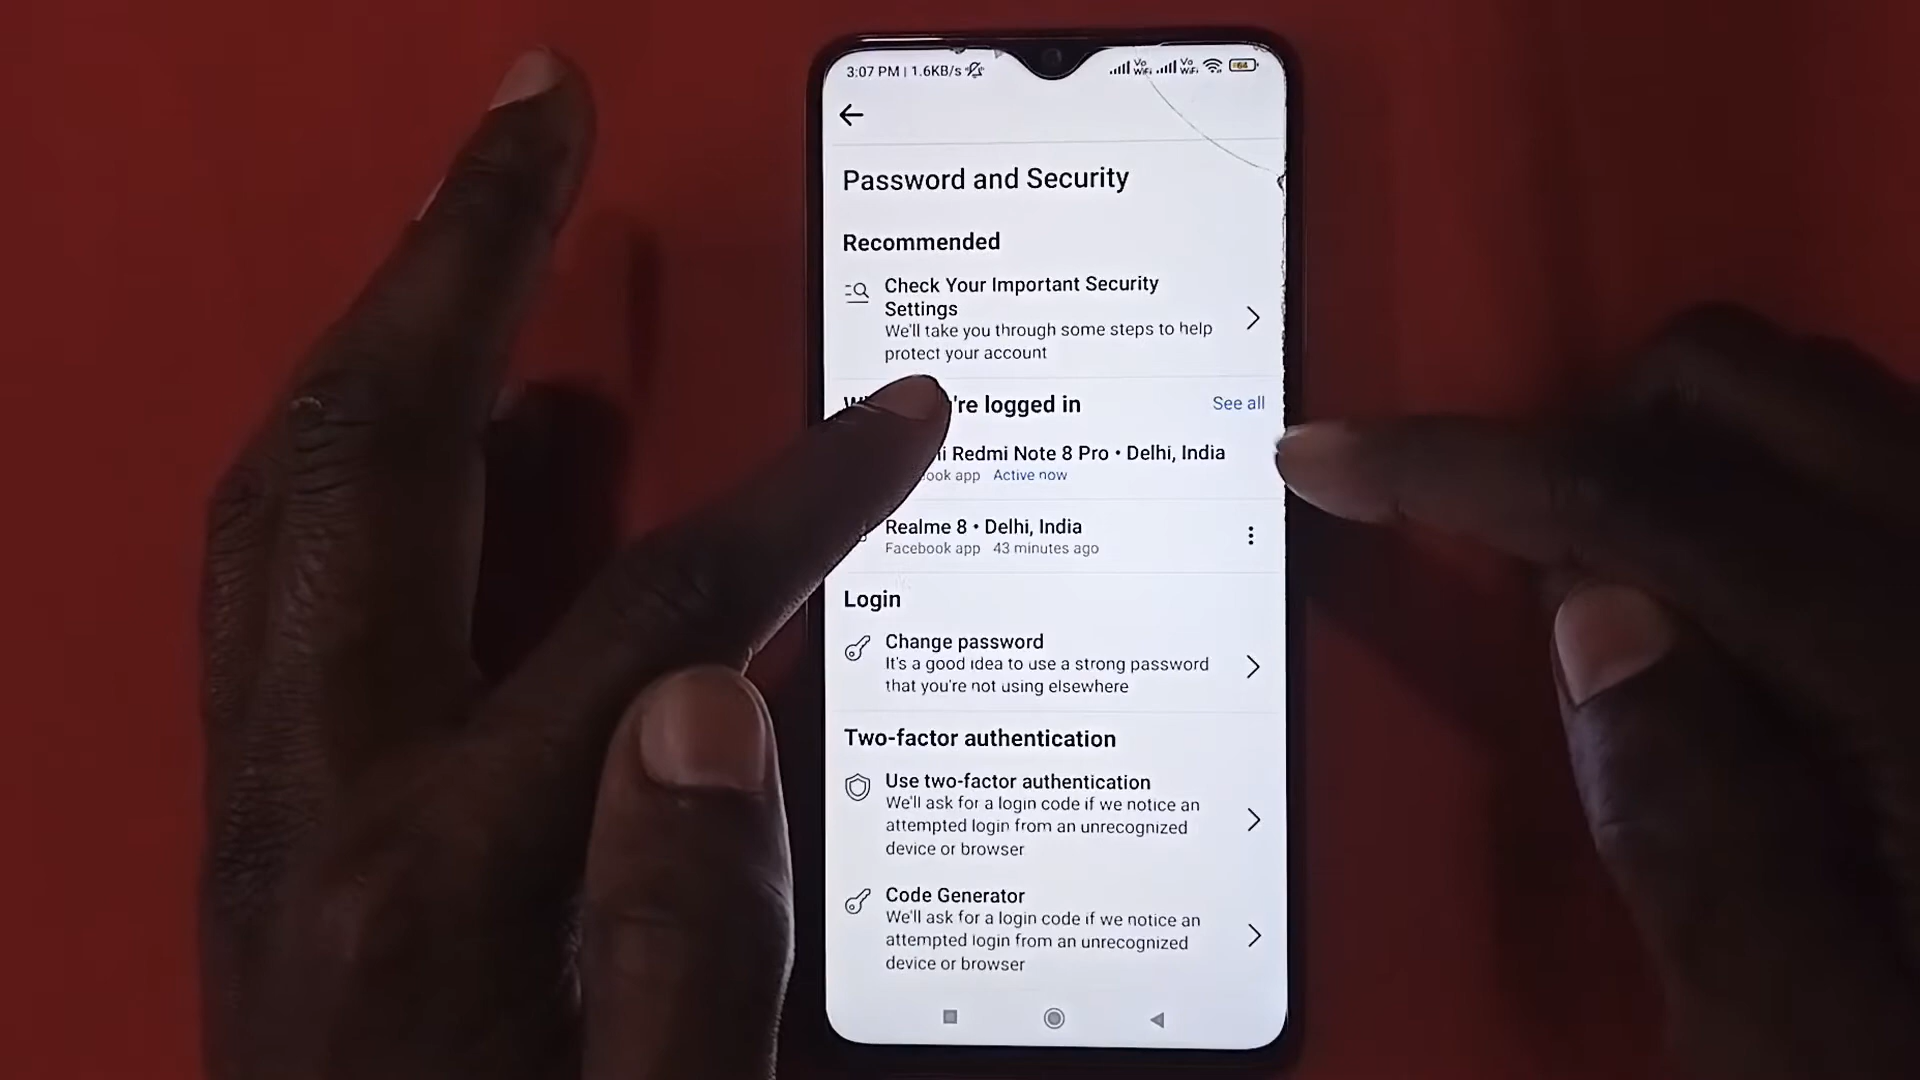 3:07 PM | 1.6KB/s
Vo WiFi Vo WiFi 64
Password and Security
Recommended
Check Your Important Security
Settings
We'll take you through some steps to help
protect your account
're logged in
See all
Redmi Note 8 Pro • Delhi, India
app Active now
Realme 8 • Delhi, India
Facebook app 43 minutes ago
Login
Change password
It's a good idea to use a strong password
that you're not using elsewhere
Two-factor authentication
Use two-factor authentication
We'll ask for a login code if we notice an
attempted login from an unrecognized
device or browser
Code Generator
We'll ask for a login code if we notice an
attempted login from an unrecognized
device or browser